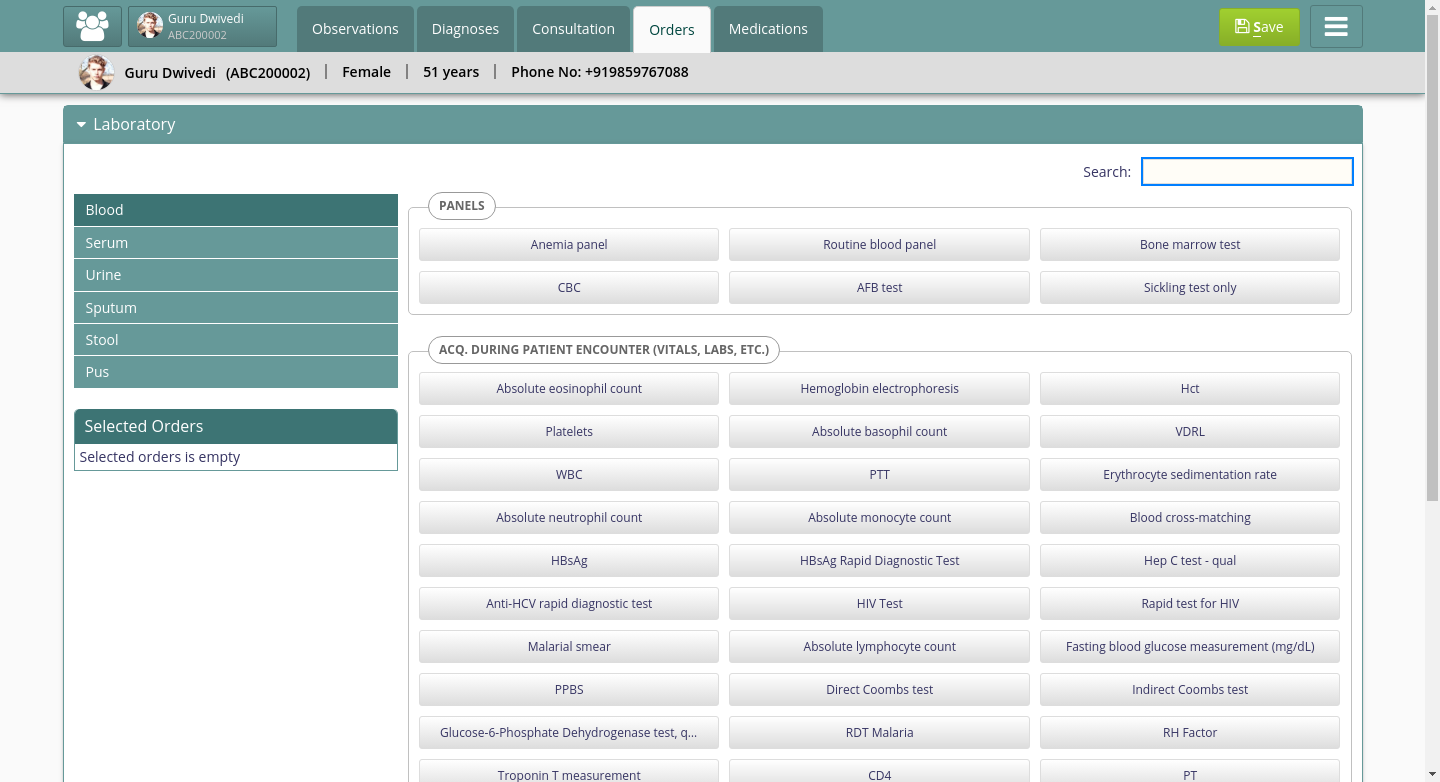 Guru Dwivedi
ABC200002
Observations
Diagnoses
Consultation
Orders
Medications
Save
Guru Dwivedi (ABC200002) | Female | 51 years | Phone No: +919859767088
Laboratory
Search:
Blood
Serum
Urine
Sputum
Stool
Pus
Selected Orders
Selected orders is empty
PANELS
Anemia panel
Routine blood panel
Bone marrow test
CBC
AFB test
Sickling test only
ACQ. DURING PATIENT ENCOUNTER (VITALS, LABS, ETC.)
Absolute eosinophil count
Hemoglobin electrophoresis
Hct
Platelets
Absolute basophil count
VDRL
WBC
PTT
Erythrocyte sedimentation rate
Absolute neutrophil count
Absolute monocyte count
Blood cross-matching
HBsAg
HBsAg Rapid Diagnostic Test
Hep C test - qual
Anti-HCV rapid diagnostic test
HIV Test
Rapid test for HIV
Malarial smear
Absolute lymphocyte count
Fasting blood glucose measurement (mg/dL)
PPBS
Direct Coombs test
Indirect Coombs test
Glucose-6-Phosphate Dehydrogenase test, q...
RDT Malaria
RH Factor
Troponin T measurement
CD4
PT